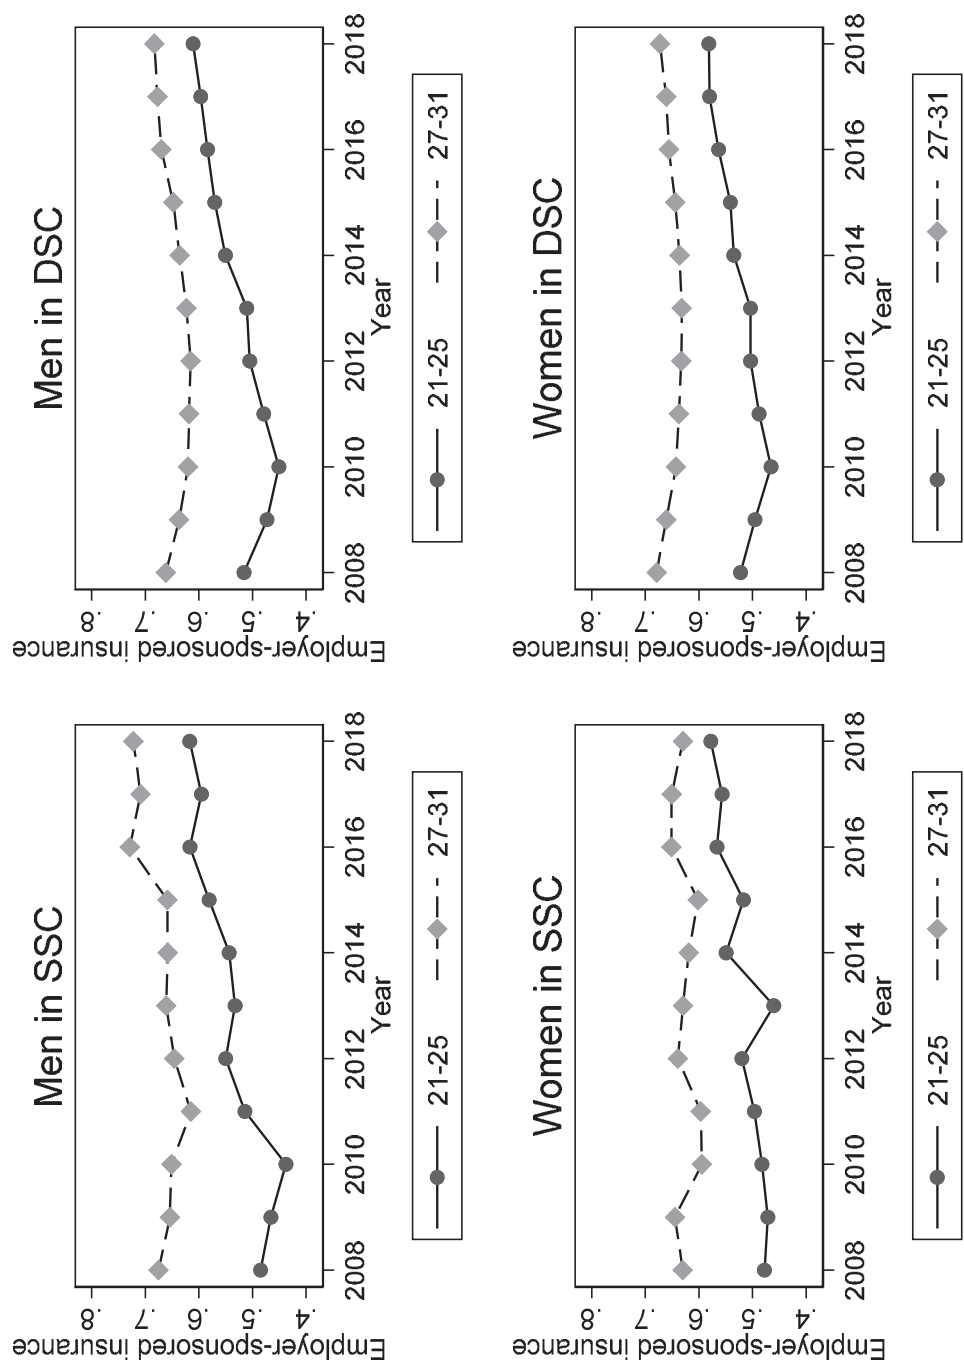 Men in SSC
Employer-sponsored insurance
.8
.7
.6
.5
.4
2008 2010 2012 2014 2016 2018
Year
21-25 27-31
Men in DSC
Employer-sponsored insurance
.8
.7
.6
.5
.4
2008 2010 2012 2014 2016 2018
Year
21-25 27-31
Women in SSC
Employer-sponsored insurance
.8
.7
.6
.5
.4
2008 2010 2012 2014 2016 2018
Year
21-25 27-31
Women in DSC
Employer-sponsored insurance
.8
.7
.6
.5
.4
2008 2010 2012 2014 2016 2018
Year
21-25 27-31